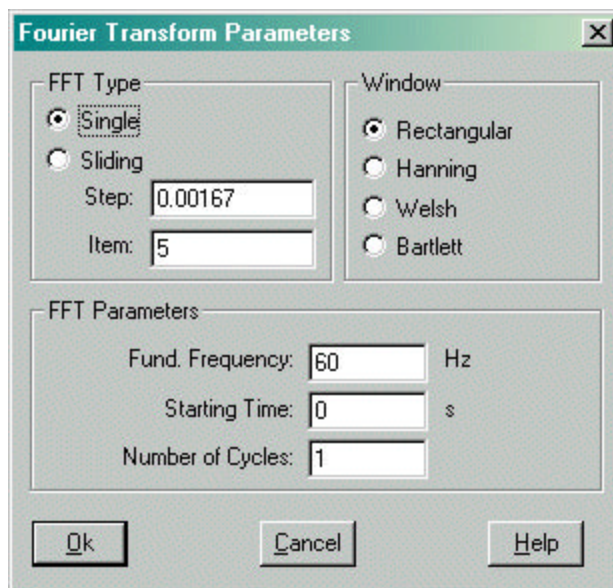 Fourier Transform Parameters
FFT Type
Single
Sliding
Step: 0.00167
Item: 5
Window
Rectangular
Hanning
Welsh
Bartlett
FFT Parameters
Fund. Frequency: 60 Hz
Starting Time: 0 s
Number of Cycles: 1
Ok Cancel Help